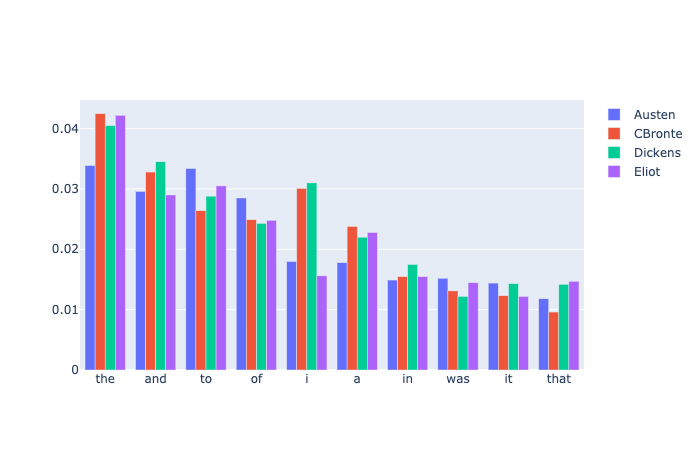 0.04
0.03
0.02
0.01
0
the and to of i a in was it that
Austen
CBronte
Dickens
Eliot